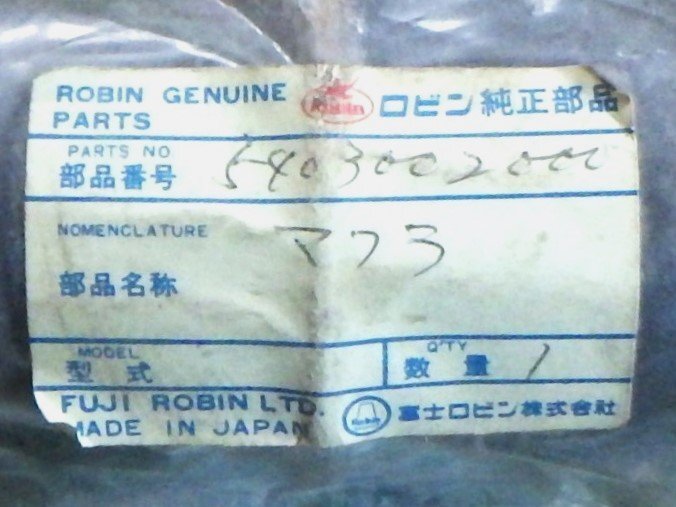 ROBIN GENUINE PARTS
Robin
ロビン純正部品
PARTS NO
部品番号
5403002000
NOMENCLATURE
マフラ
部品名称
MODEL
型式
Q'TY
数量 1
FUJI ROBIN LTD.
MADE IN JAPAN
富士ロビン株式会社